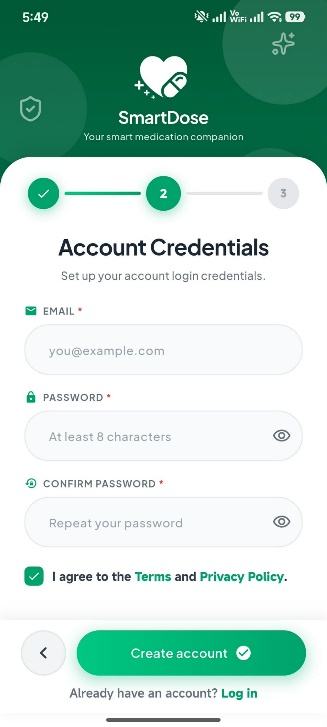 5:49
Vo
WiFi
99
SmartDose
Your smart medication companion
2
3
Account Credentials
Set up your account login credentials.
EMAIL *
you@example.com
PASSWORD *
At least 8 characters
CONFIRM PASSWORD *
Repeat your password
I agree to the Terms and Privacy Policy.
Create account
Already have an account? Log in